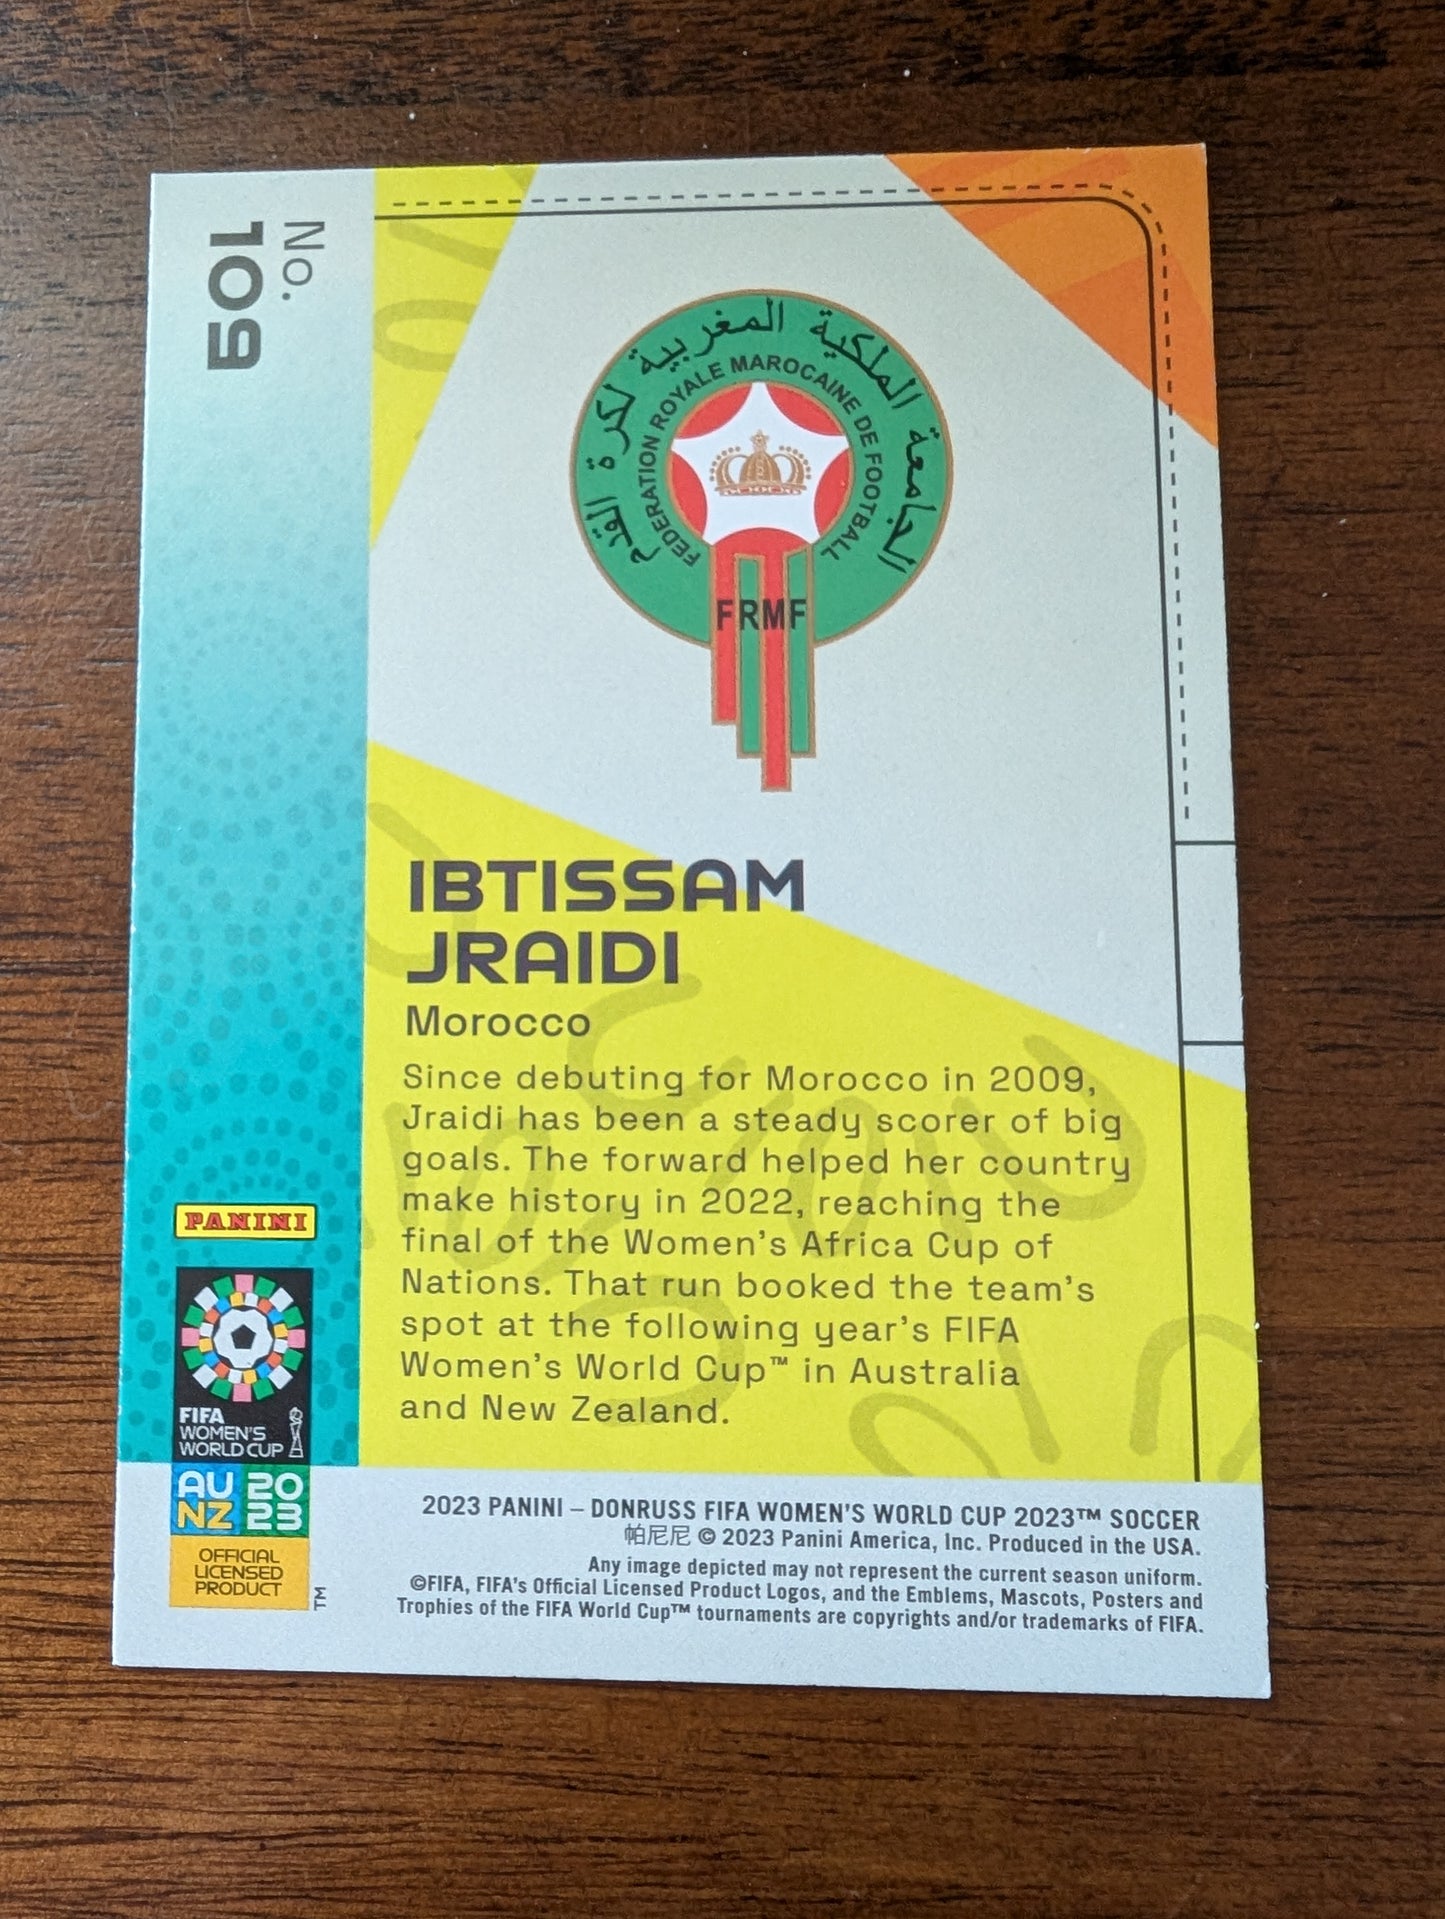 No.
109
الجامعة الملكية المغربية لكرة القدم
FEDERATION ROYALE MAROCAINE DE FOOTBALL
FRMF
IBTISSAM
JRAIDI
Morocco
Since debuting for Morocco in 2009,
Jraidi has been a steady scorer of big
goals. The forward helped her country
make history in 2022, reaching the
final of the Women's Africa Cup of
Nations. That run booked the team's
spot at the following year's FIFA
Women's World Cup™ in Australia
and New Zealand.
PANINI
FIFA
WOMEN'S
WORLD CUP
AU 20
NZ 23
OFFICIAL
LICENSED
PRODUCT
TM
2023 PANINI – DONRUSS FIFA WOMEN'S WORLD CUP 2023™ SOCCER
帕尼尼 © 2023 Panini America, Inc. Produced in the USA.
Any image depicted may not represent the current season uniform.
©FIFA, FIFA's Official Licensed Product Logos, and the Emblems, Mascots, Posters and
Trophies of the FIFA World Cup™ tournaments are copyrights and/or trademarks of FIFA.